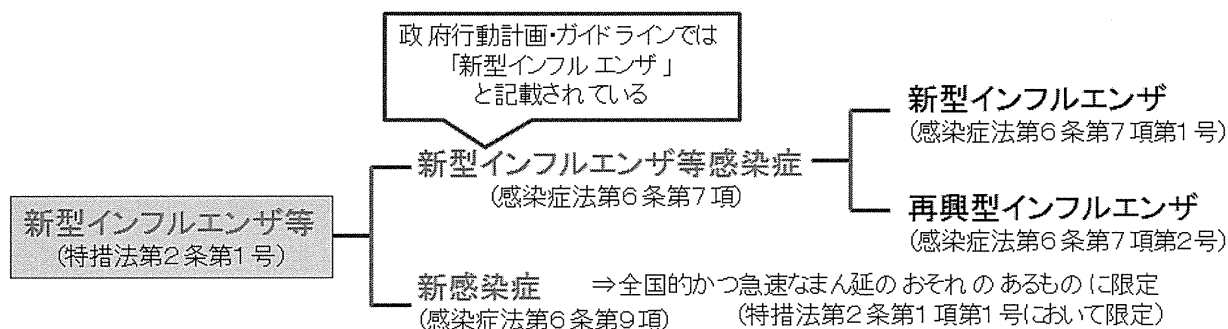 政府行動計画・ガイドラインでは
「新型インフルエンザ」
と記載されている
新型インフルエンザ等
(特措法第2条第1号)
新型インフルエンザ等感染症
(感染症法第6条第7項)
新型インフルエンザ
(感染症法第6条第7項第1号)
再興型インフルエンザ
(感染症法第6条第7項第2号)
新感染症 ⇒全国的かつ急速なまん延のおそれのあるものに限定
(感染症法第6条第9項) (特措法第2条第1項第1号において限定)